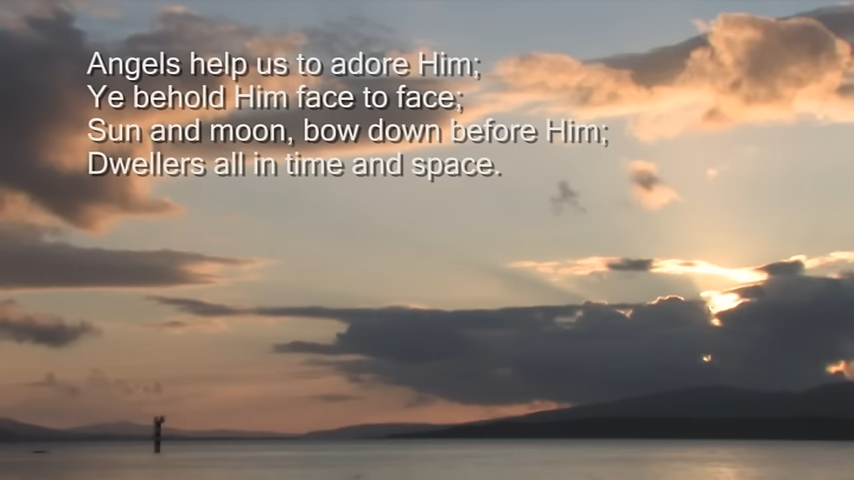 Angels help us to adore Him;
Ye behold Him face to face;
Sun and moon, bow down before Him;
Dwellers all in time and space.